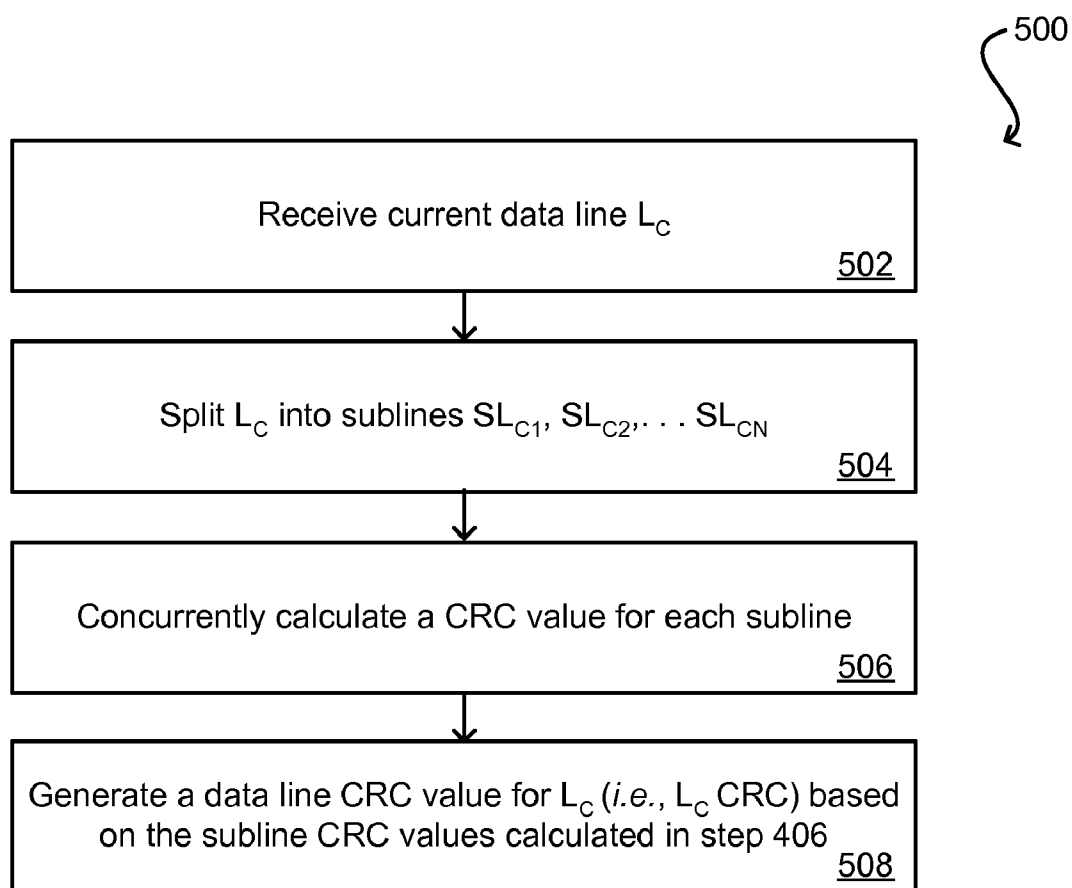 500
Receive current data line L_C
502
Split L_C into sublines SL_C1, SL_C2,. . . SL_CN
504
Concurrently calculate a CRC value for each subline
506
Generate a data line CRC value for L_C (i.e., L_C CRC) based
on the subline CRC values calculated in step 406
508